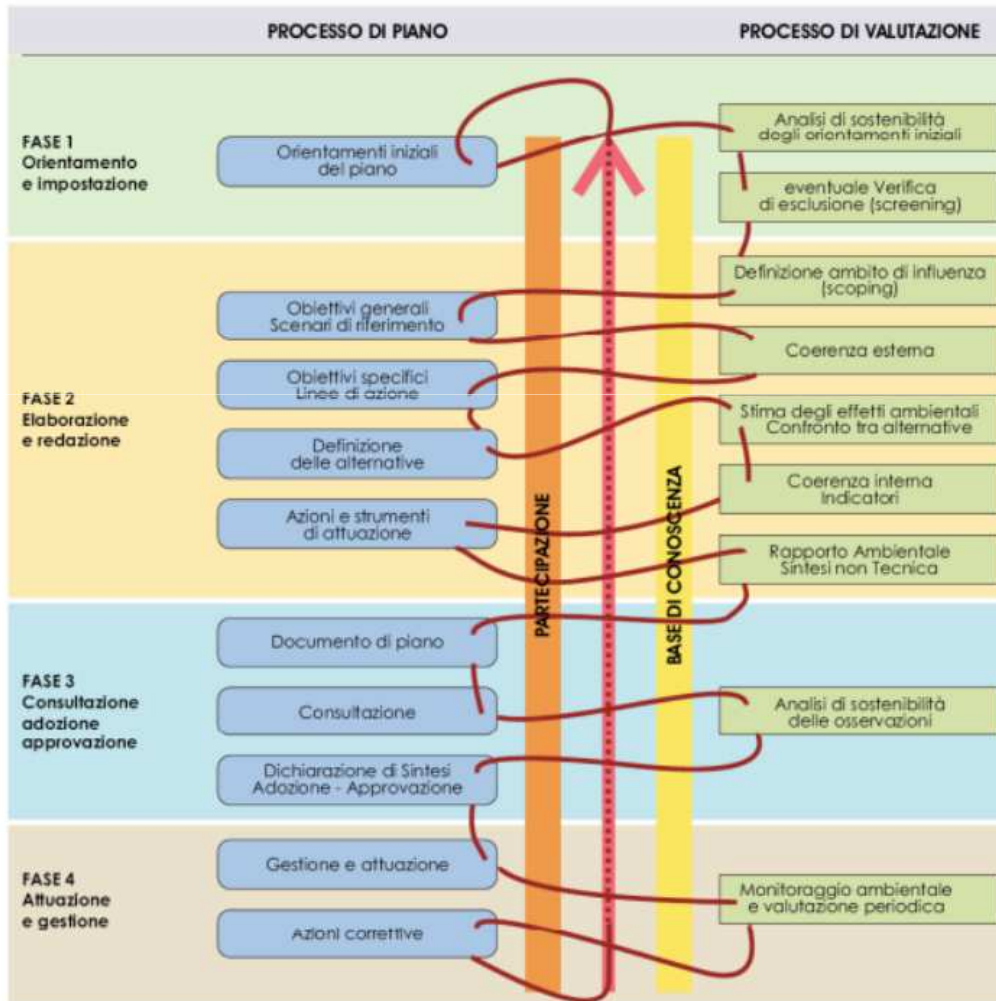 PROCESSO DI PIANO
PROCESSO DI VALUTAZIONE
FASE 1
Orientamento
e impostazione
Orientamenti iniziali
del piano
Analisi di sostenibilità
degli orientamenti iniziali
eventuale Verifica
di esclusione (screening)
FASE 2
Elaborazione
e redazione
Obiettivi generali
Scenari di riferimento
Obiettivi specifici
Linee di azione
Definizione
delle alternative
Azioni e strumenti
di attuazione
Definizione ambito di influenza
(scoping)
Coerenza esterna
Stima degli effetti ambientali
Confronto tra alternative
Coerenza interna
Indicatori
Rapporto Ambientale
Sintesi non Tecnica
PARTECIPAZIONE
BASE DI CONOSCENZA
FASE 3
Consultazione
adozione
approvazione
Documento di piano
Consultazione
Dichiarazione di Sintesi
Adozione - Approvazione
Analisi di sostenibilità
delle osservazioni
FASE 4
Attuazione
e gestione
Gestione e attuazione
Azioni correttive
Monitoraggio ambientale
e valutazione periodica